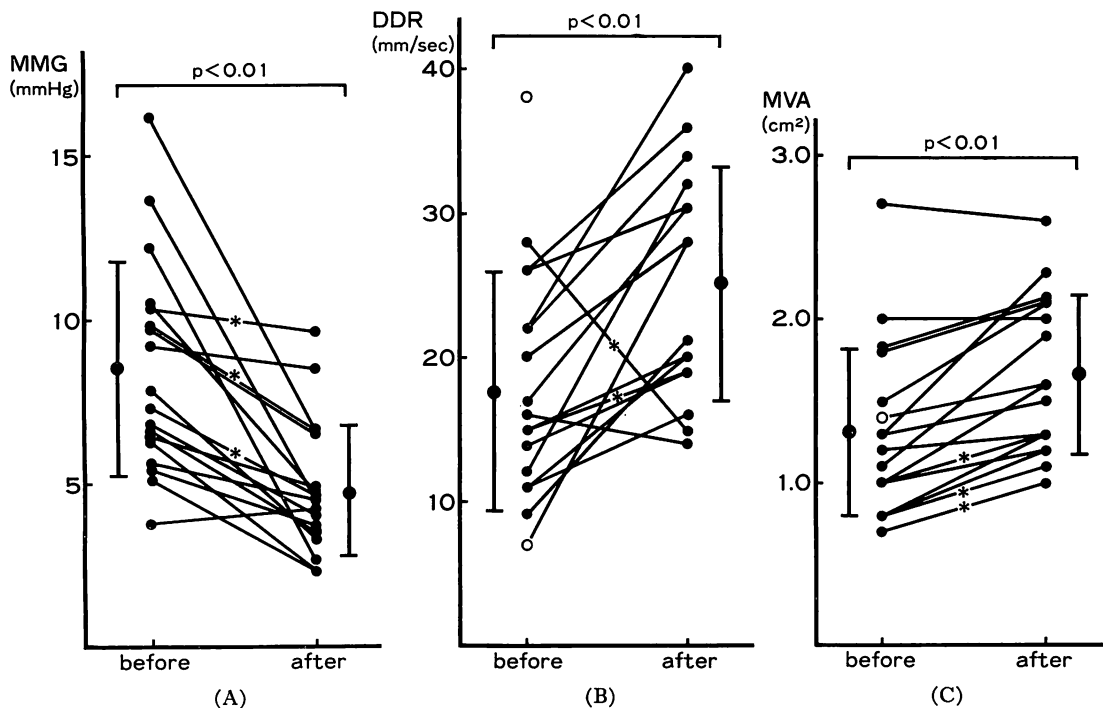 MMG
(mmHg)
p<0.01
15
10
5
before after
(A)
DDR
(mm/sec)
p<0.01
40
30
20
10
*
*
before after
(B)
MVA
(cm²)
p<0.01
3.0
2.0
1.0
*
*
*
before after
(C)